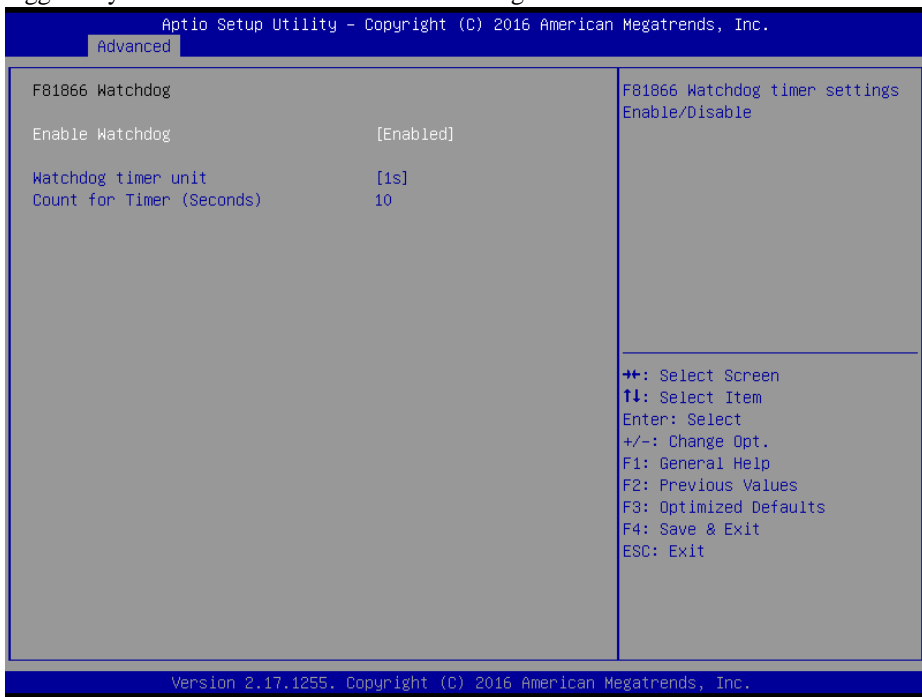 Aptio Setup Utility – Copyright (C) 2016 American Megatrends, Inc.
Advanced
F81866 Watchdog
Enable Watchdog [Enabled]
Watchdog timer unit [1s]
Count for Timer (Seconds) 10
F81866 Watchdog timer settings
Enable/Disable
→←: Select Screen
↑↓: Select Item
Enter: Select
+/-: Change Opt.
F1: General Help
F2: Previous Values
F3: Optimized Defaults
F4: Save & Exit
ESC: Exit
Version 2.17.1255. Copyright (C) 2016 American Megatrends, Inc.